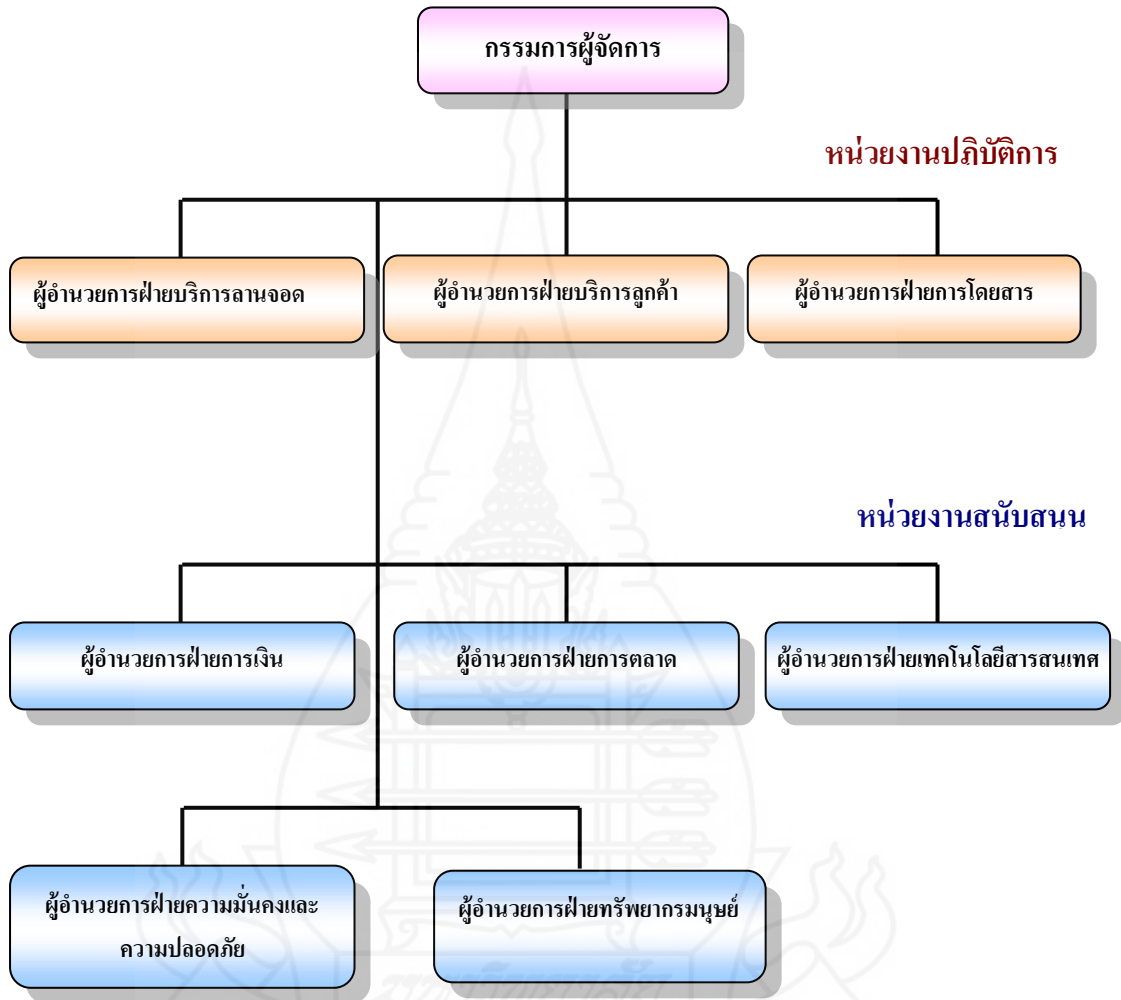 กรรมการผู้จัดการ
หน่วยงานปฏิบัติการ
ผู้อำนวยการฝ่ายบริการลานจอด
ผู้อำนวยการฝ่ายบริการลูกค้า
ผู้อำนวยการฝ่ายการโดยสาร
หน่วยงานสนับสนน
ผู้อำนวยการฝ่ายการเงิน
ผู้อำนวยการฝ่ายการตลาด
ผู้อำนวยการฝ่ายเทคโนโลยีสารสนเทศ
ผู้อำนวยการฝ่ายความมั่นคงและ
ความปลอดภัย
ผู้อำนวยการฝ่ายทรัพยากรมนุษย์